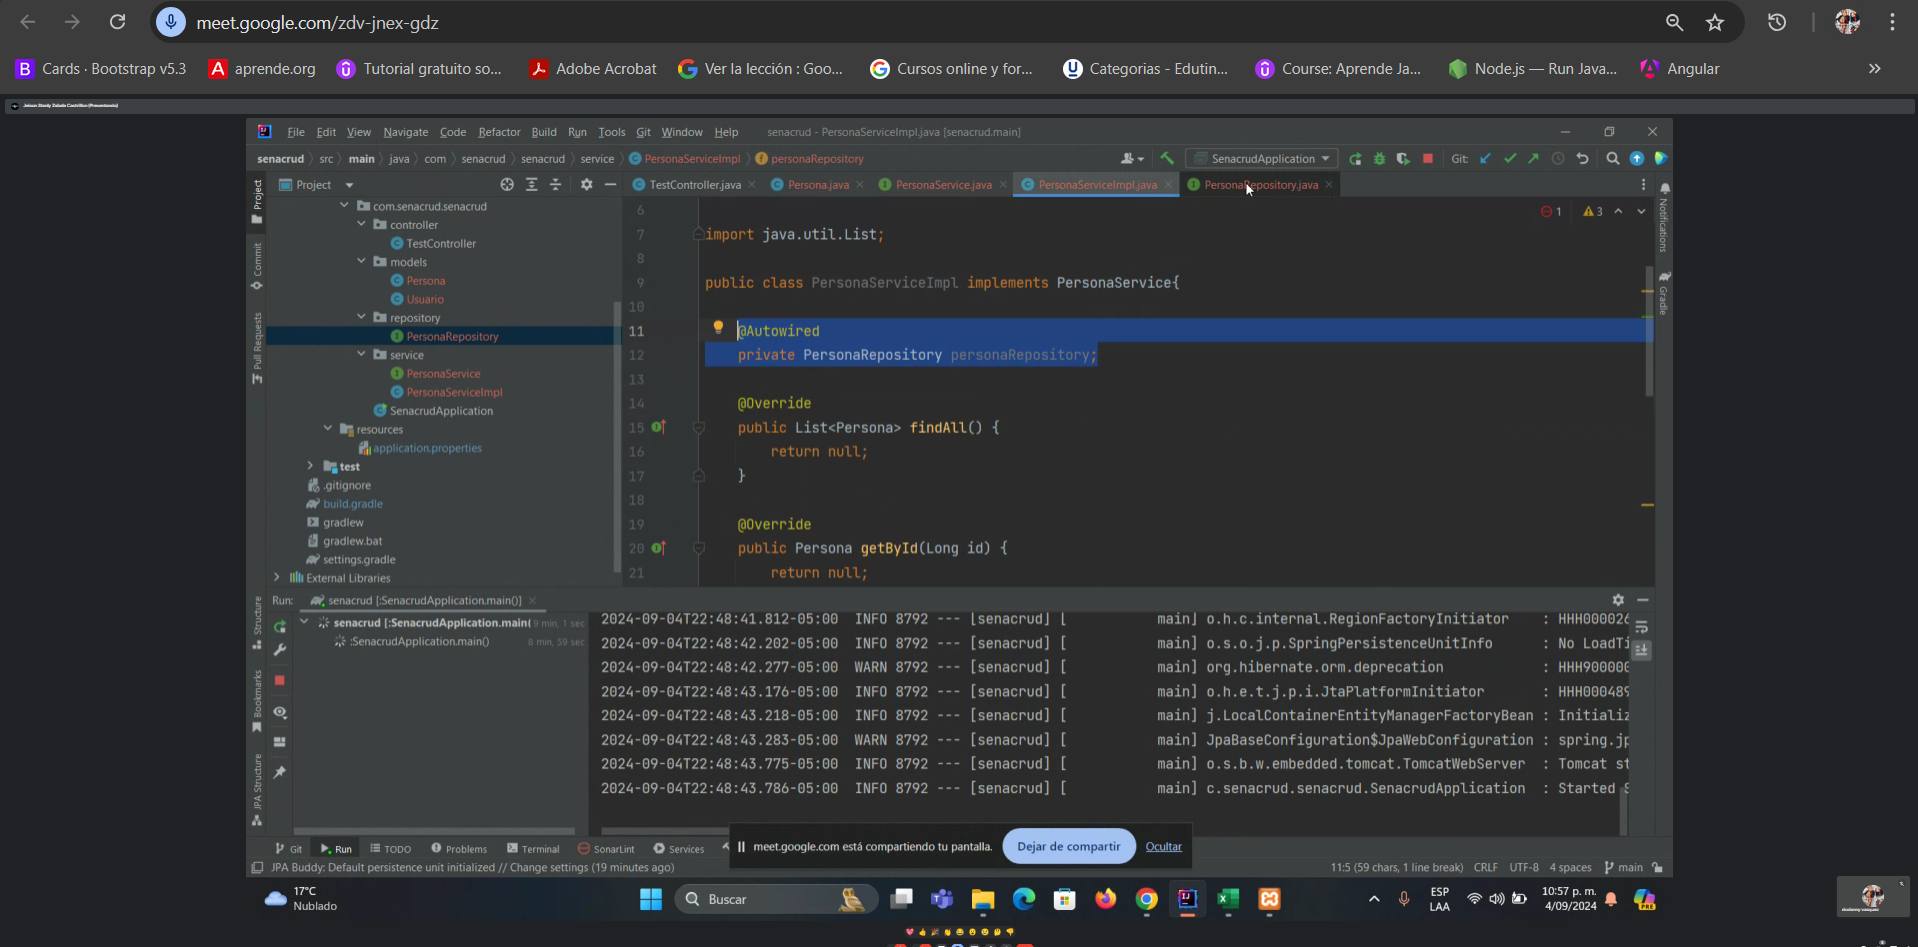 meet.google.com/zdv-jnex-gdz
Cards · Bootstrap v5.3
aprende.org
Tutorial gratuito so...
Adobe Acrobat
Ver la lección : Goo...
Cursos online y for...
Categorias - Edutin...
Course: Aprende Ja...
Node.js — Run Java...
Angular
»
File Edit View Navigate Code Refactor Build Run Tools Git Window Help senacrud - PersonaServiceImpl.java [senacrud.main]
senacrud src main java com senacrud senacrud service PersonaServiceImpl personaRepository
SenacrudApplication
Git:
Project
TestController.java
Persona.java
PersonaService.java
PersonaServiceImpl.java
PersonaRepository.java
Project
Commit
Pull Requests
Structure
Bookmarks
JPA Structure
Notifications
Gradle
com.senacrud.senacrud
controller
TestController
models
Persona
Usuario
repository
PersonaRepository
service
PersonaService
PersonaServiceImpl
SenacrudApplication
resources
application.properties
test
.gitignore
build.gradle
gradlew
gradlew.bat
settings.gradle
External Libraries
1 3
6
7 import java.util.List;
8
9 public class PersonaServiceImpl implements PersonaService{
10
11 @Autowired
12 private PersonaRepository personaRepository;
13
14 @Override
15 public List<Persona> findAll() {
16 return null;
17 }
18
19 @Override
20 public Persona getById(Long id) {
21 return null;
Run: senacrud [:SenacrudApplication.main()]
senacrud [:SenacrudApplication.main( 9 min, 1 sec
:SenacrudApplication.main() 8 min, 59 sec
2024-09-04T22:48:41.812-05:00 INFO 8792 --- [senacrud] [ main] o.h.c.internal.RegionFactoryInitiator : HHH000026
2024-09-04T22:48:42.202-05:00 INFO 8792 --- [senacrud] [ main] o.s.o.j.p.SpringPersistenceUnitInfo : No LoadTi
2024-09-04T22:48:42.277-05:00 WARN 8792 --- [senacrud] [ main] org.hibernate.orm.deprecation : HHH900000
2024-09-04T22:48:43.176-05:00 INFO 8792 --- [senacrud] [ main] o.h.e.t.j.p.i.JtaPlatformInitiator : HHH000489
2024-09-04T22:48:43.218-05:00 INFO 8792 --- [senacrud] [ main] j.LocalContainerEntityManagerFactoryBean : Initializ
2024-09-04T22:48:43.283-05:00 WARN 8792 --- [senacrud] [ main] JpaBaseConfiguration$JpaWebConfiguration : spring.jp
2024-09-04T22:48:43.775-05:00 INFO 8792 --- [senacrud] [ main] o.s.b.w.embedded.tomcat.TomcatWebServer : Tomcat st
2024-09-04T22:48:43.786-05:00 INFO 8792 --- [senacrud] [ main] c.senacrud.senacrud.SenacrudApplication : Started S
meet.google.com está compartiendo tu pantalla.
Dejar de compartir
Ocultar
Git Run TODO Problems Terminal SonarLint Services
JPA Buddy: Default persistence unit initialized // Change settings (19 minutes ago)
11:5 (59 chars, 1 line break) CRLF UTF-8 4 spaces main
17°C
Nublado
Buscar
ESP
LAA
10:57 p. m.
4/09/2024
PRE